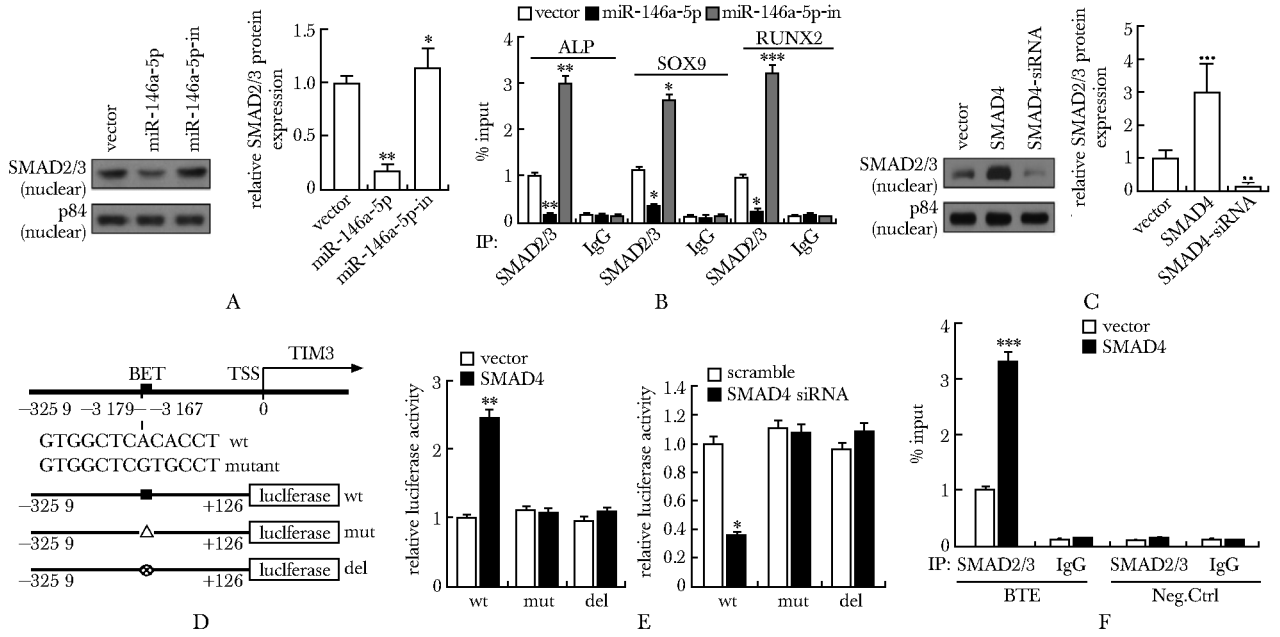 vector
miR-146a-5p
miR-146a-5p-in
SMAD2/3
(nuclear)
p84
(nuclear)
relative SMAD2/3 protein
expression
1.5
1.0
0.5
0
**
*
vector
miR-146a-5p
miR-146a-5p-in
A
vector miR-146a-5p miR-146a-5p-in
% input
4
3
2
1
0
ALP
SOX9
RUNX2
** ** * * *** *
IP:
SMAD2/3
IgG
SMAD2/3
IgG
SMAD2/3
IgG
B
vector
SMAD4
SMAD4-siRNA
SMAD2/3
(nuclear)
p84
(nuclear)
relative SMAD2/3 protein
expression
5
4
3
2
1
0
***
**
vector
SMAD4
SMAD4-siRNA
C
TIM3
BET TSS
−325 9 −3 179− −3 167 0
GTGGCTCACACCT wt
GTGGCTCGTGCCT mutant
luclferase wt
−325 9 +126
luclferase mut
−325 9 +126
luclferase del
−325 9 +126
D
vector
SMAD4
relative luciferase activity
3
2
1
0
**
wt mut del
scramble
SMAD4 siRNA
relative luciferase activity
1.4
1.2
1.0
0.8
0.6
0.4
0.2
0
*
wt mut del
E
vector
SMAD4
% input
4
3
2
1
0
***
IP: SMAD2/3 IgG SMAD2/3 IgG
BTE Neg.Ctrl
F